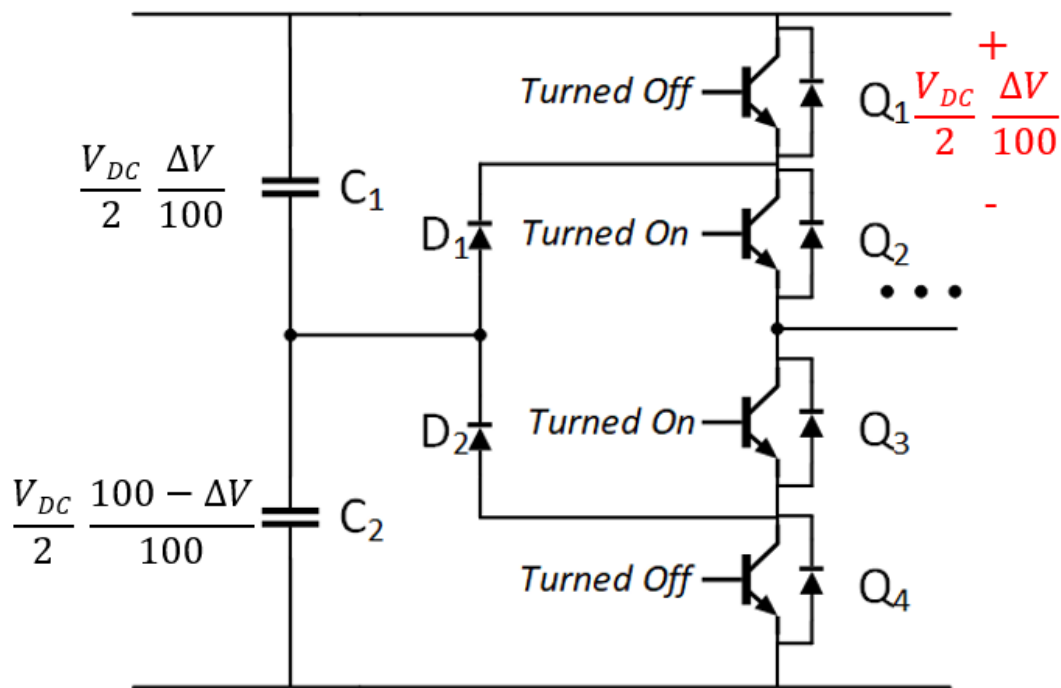 Turned Off
Q₁
+
V_DC/2 ΔV/100
-
V_DC/2 ΔV/100
C₁
D₁
Turned On
Q₂
• • •
D₂
Turned On
Q₃
V_DC/2 100 − ΔV/100
C₂
Turned Off
Q₄